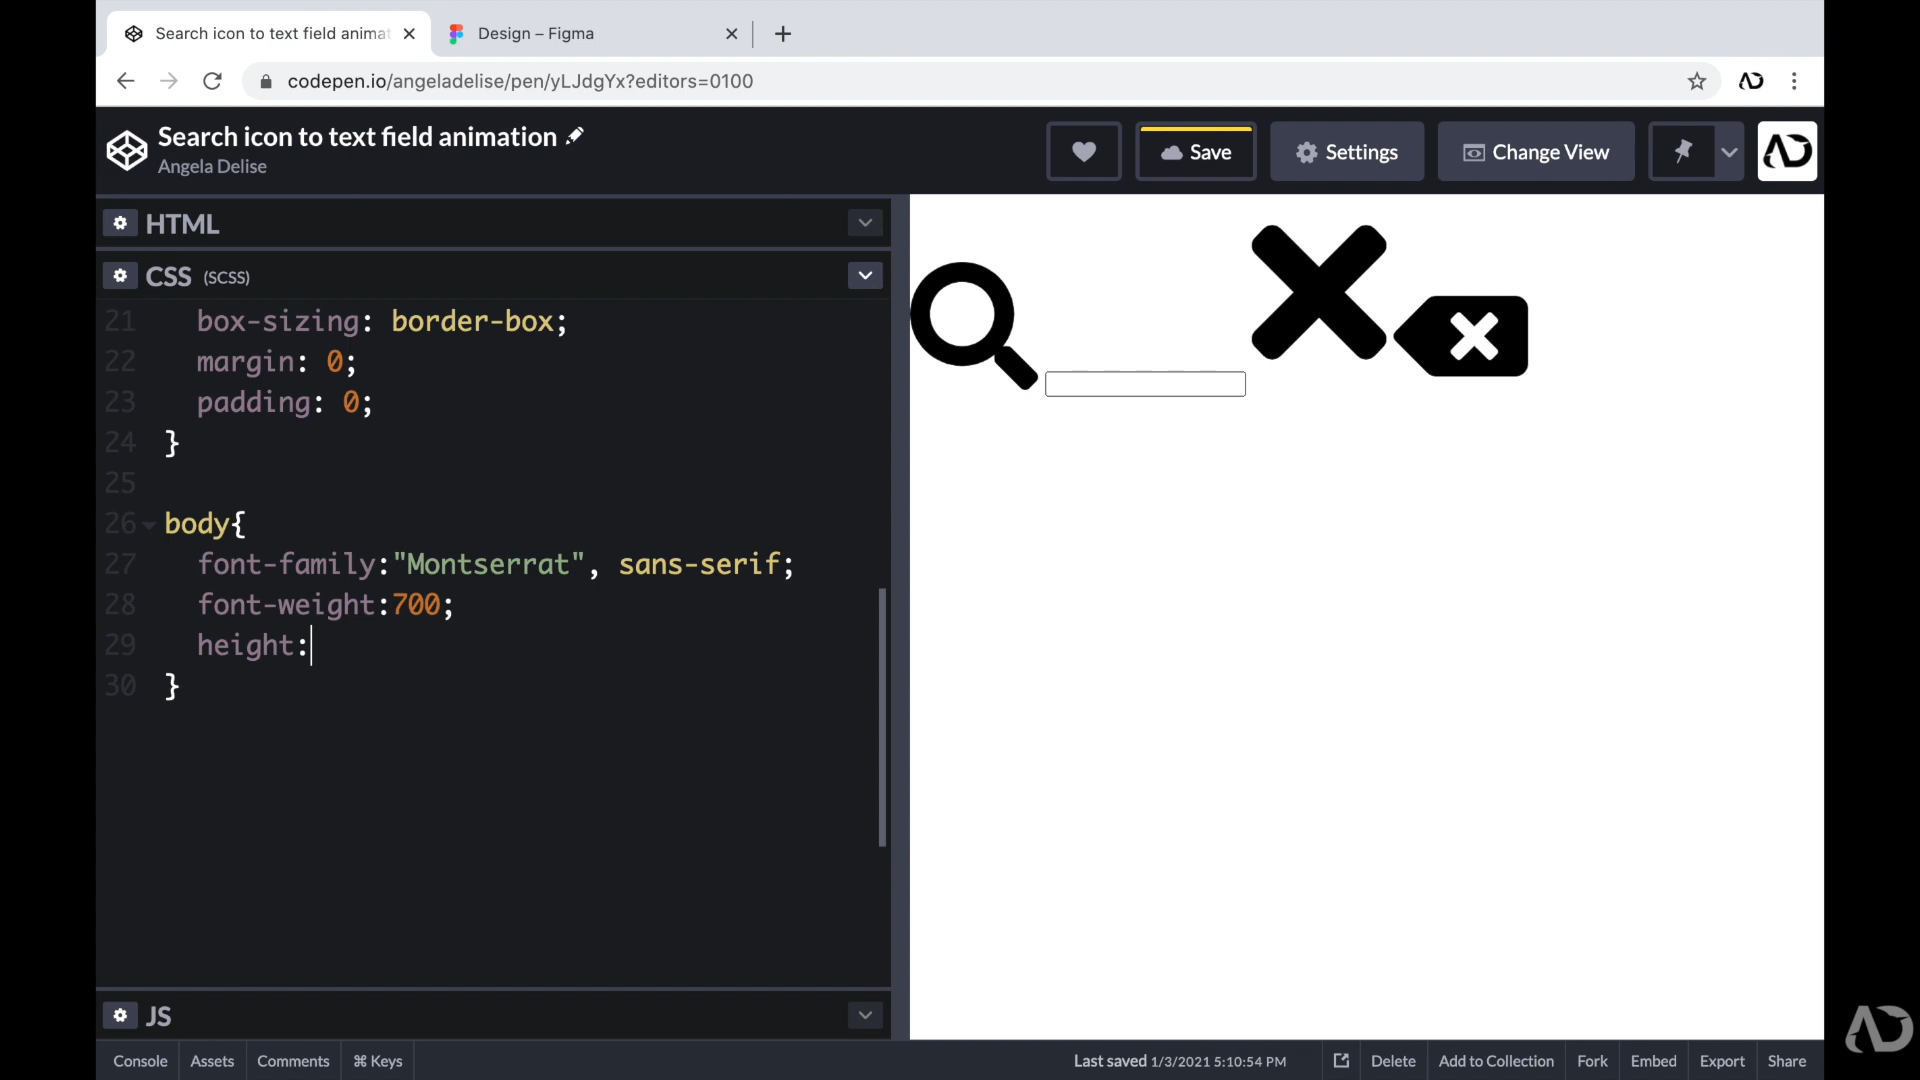 Search icon to text field animat
Design – Figma
codepen.io/angeladelise/pen/yLJdgYx?editors=0100
Search icon to text field animation
Angela Delise
Save
Settings
Change View
HTML
CSS (SCSS)
21 box-sizing: border-box;
22 margin: 0;
23 padding: 0;
24 }
25
26 body{
27 font-family:"Montserrat", sans-serif;
28 font-weight:700;
29 height:
30 }
JS
Console
Assets
Comments
⌘ Keys
Last saved 1/3/2021 5:10:54 PM
Delete
Add to Collection
Fork
Embed
Export
Share